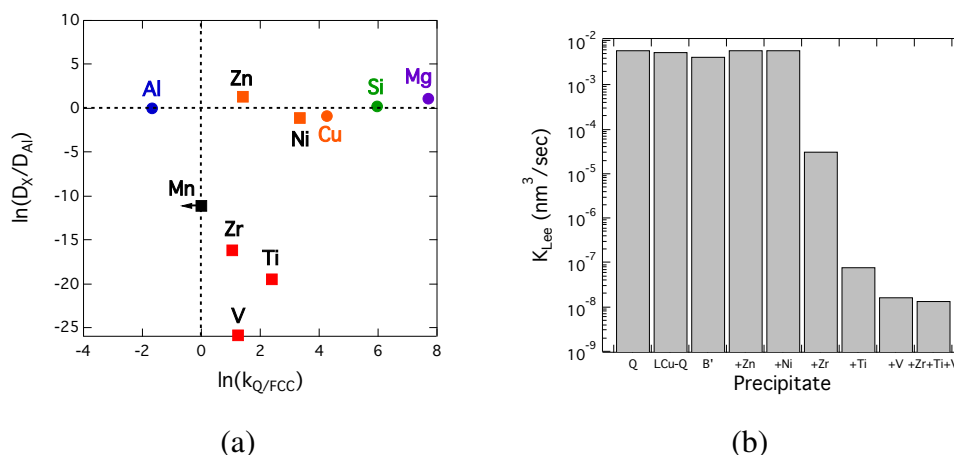 10
5
0
-5
-10
-15
-20
-25
ln(D_X/D_Al)
Al
Zn
Si
Mg
Ni
Cu
Mn
Zr
Ti
V
-4
-2
0
2
4
6
8
ln(k_Q/FCC)
(a)
10^-2
10^-3
10^-4
10^-5
10^-6
10^-7
10^-8
10^-9
K_Lee (nm^3/sec)
Q
LCu-Q
B'
+Zn
+Ni
+Zr
+Ti
+V
+Zr+Ti+V
Precipitate
(b)